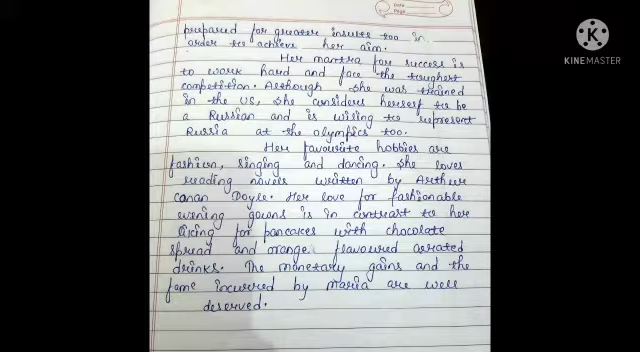 Date
Page
prepared for greater insults too in
order to achieve her aim.
Her mantra for success is
to work hard and face the toughest
competition. Although she was trained
in the US, she considers herself to be
a Russian and is wiling to represent
Russia at the olympics too.
Her favourite hobbies are
fashion, singing and dancing. She loves
reading novels written by Arthur
Conan Doyle. Her love for fashionable
evening gowns is in contrast to her
liking for pancakes with chocolate
spread and orange flavoured aerated
drinks. The monetary gains and the
fame incurred by maria are well
deserved.
K
KINEMASTER